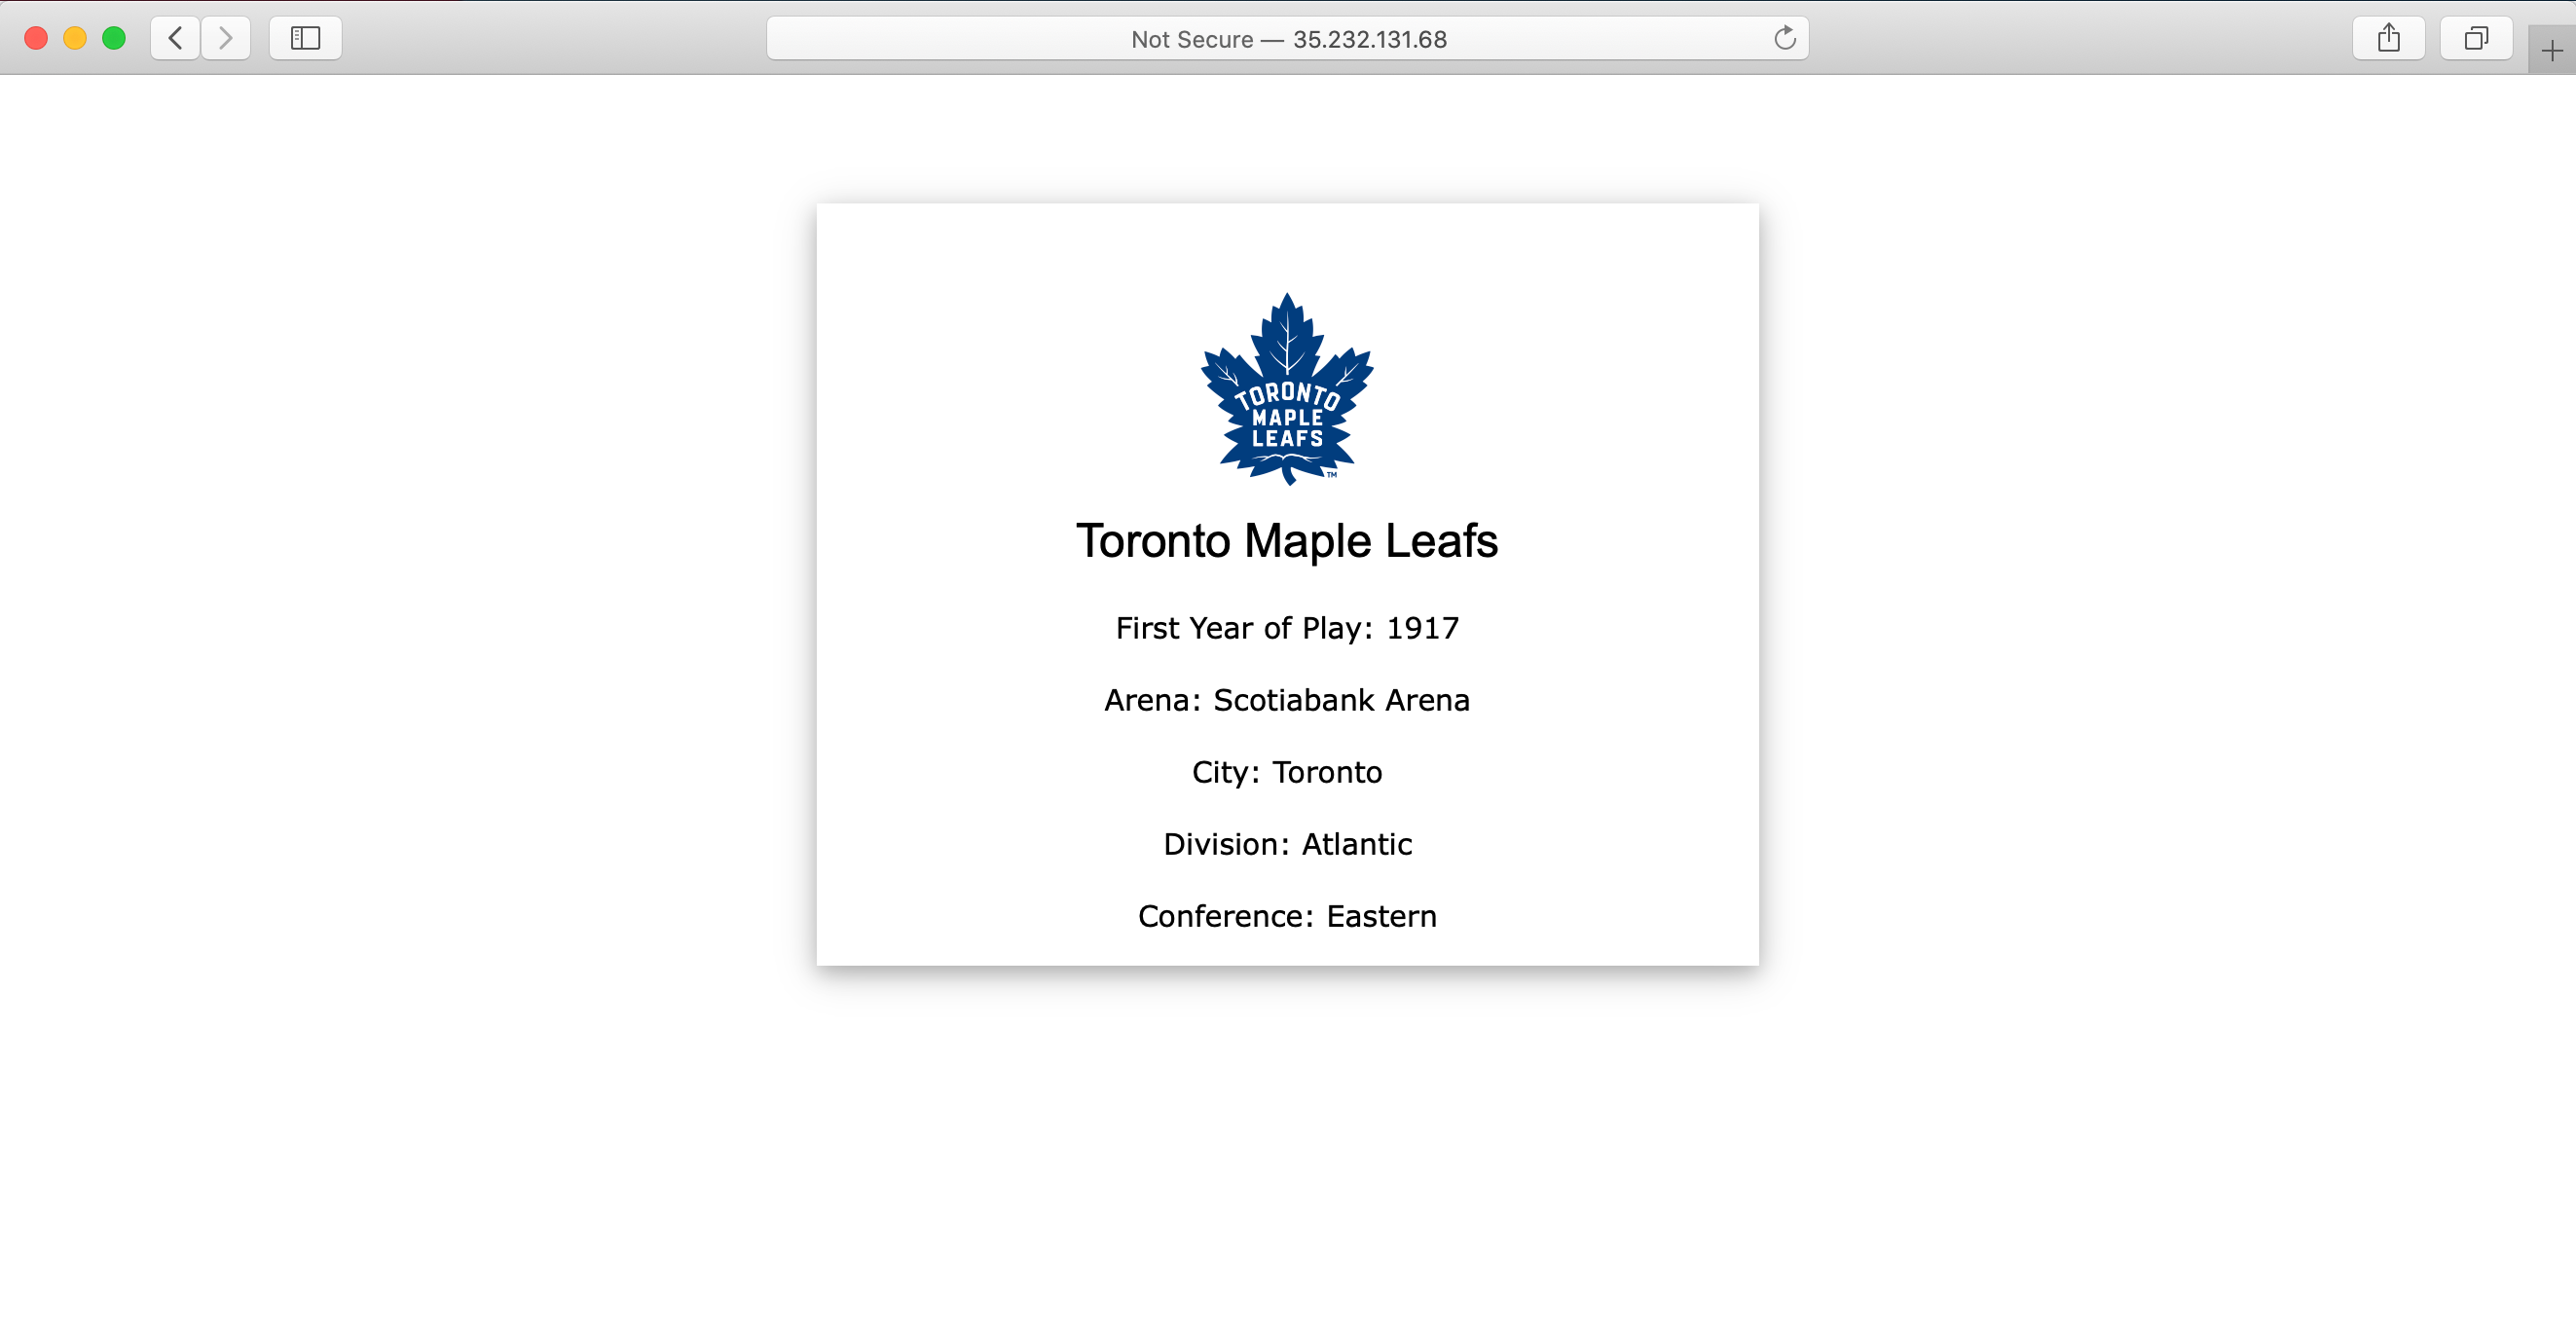 Not Secure — 35.232.131.68
TORONTO
MAPLE
LEAFS
TM
Toronto Maple Leafs
First Year of Play: 1917
Arena: Scotiabank Arena
City: Toronto
Division: Atlantic
Conference: Eastern